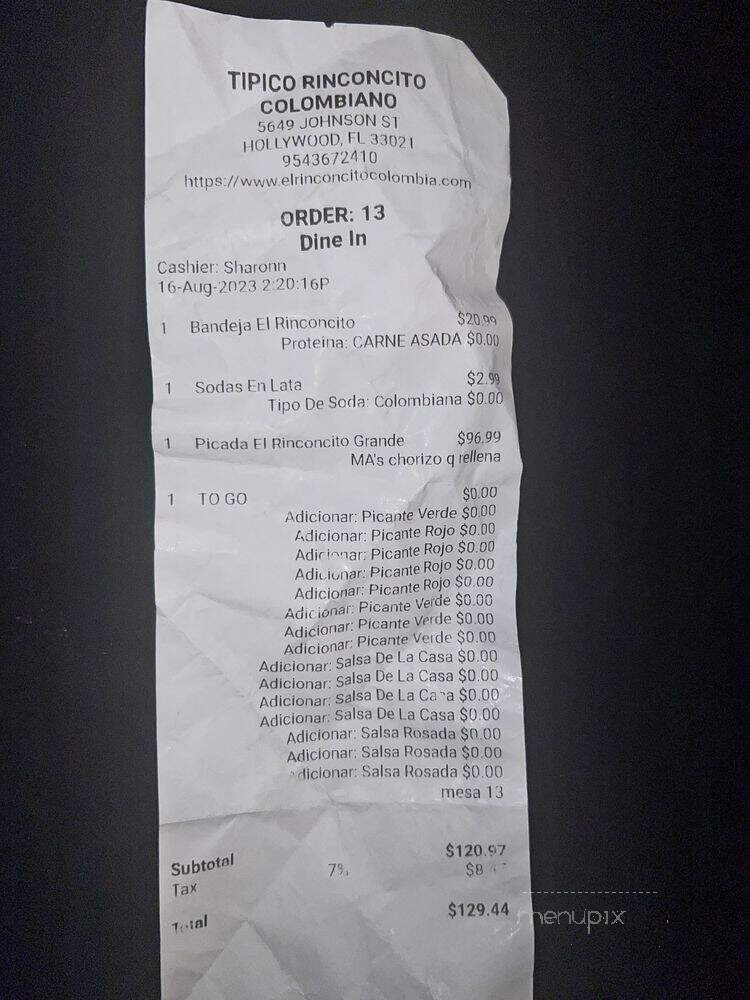 TIPICO RINCONCITO
COLOMBIANO
5649 JOHNSON ST
HOLLYWOOD, FL 33021
9543672410
https://www.elrinconcitocolombia.com
ORDER: 13
Dine In
Cashier: Sharonn
16-Aug-2023 2:20:16P
1 Bandeja El Rinconcito $20.99
Proteina: CARNE ASADA $0.00
1 Sodas En Lata $2.99
Tipo De Soda: Colombiana $0.00
1 Picada El Rinconcito Grande $96.99
MA's chorizo q rellena
1 TO GO $0.00
Adicionar: Picante Verde $0.00
Adicionar: Picante Rojo $0.00
Adicionar: Picante Rojo $0.00
Adicionar: Picante Rojo $0.00
Adicionar: Picante Rojo $0.00
Adicionar: Picante Verde $0.00
Adicionar: Picante Verde $0.00
Adicionar: Picante Verde $0.00
Adicionar: Salsa De La Casa $0.00
Adicionar: Salsa De La Casa $0.00
Adicionar: Salsa De La Casa $0.00
Adicionar: Salsa De La Casa $0.00
Adicionar: Salsa Rosada $0.00
Adicionar: Salsa Rosada $0.00
Adicionar: Salsa Rosada $0.00
mesa 13
Subtotal $120.97
Tax 7%
Total $129.44
menupix